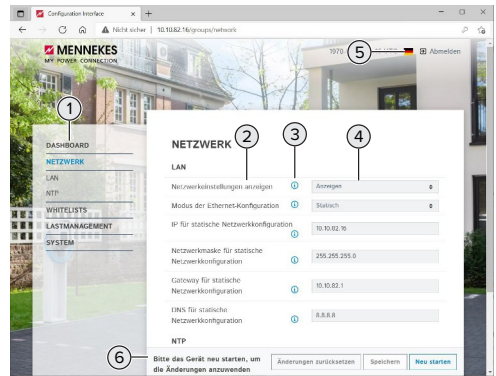 Configuration Interface
Nicht sicher | 10.10.82.16/groups/network
MENNEKES
MY POWER CONNECTION
1970
5
Abmelden
1
2
3
4
DASHBOARD
NETZWERK
LAN
NTP
WHITELISTS
LASTMANAGEMENT
SYSTEM
NETZWERK
LAN
Netzwerkeinstellungen anzeigen
Anzeigen
Modus der Ethernet-Konfiguration
Statisch
IP für statische Netzwerkkonfiguration
10.10.82.16
Netzwerkmaske für statische
Netzwerkkonfiguration
255.255.255.0
Gateway für statische
Netzwerkkonfiguration
10.10.82.1
DNS für statische
Netzwerkkonfiguration
8.8.8.8
NTP
6
Bitte das Gerät neu starten, um
die Änderungen anzuwenden
Änderungen zurücksetzen
Speichern
Neu starten